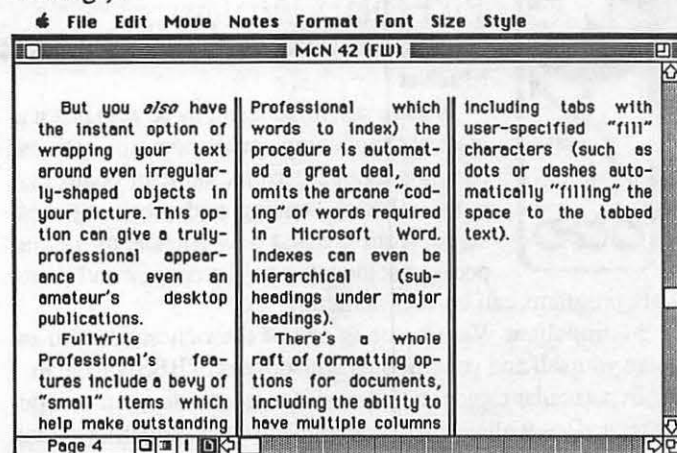 File Edit Move Notes Format Font Size Style
McN 42 (FW)
But you also have
the instant option of
wrapping your text
around even irregular-
ly-shaped objects in
your picture. This op-
tion can give a truly-
professional appear-
ance to even an
amateur's desktop
publications.
FullWrite
Professional's fea-
tures include a bevy of
"small" items which
help make outstanding
Professional which
words to index) the
procedure is automat-
ed a great deal, and
omits the arcane "cod-
ing" of words required
in Microsoft Word.
Indexes can even be
hierarchical (sub-
headings under major
headings).
There's a whole
raft of formatting op-
tions for documents,
including the ability to
have multiple columns
including tabs with
user-specified "fill"
characters (such as
dots or dashes auto-
matically "filling" the
space to the tabbed
text).
Page 4